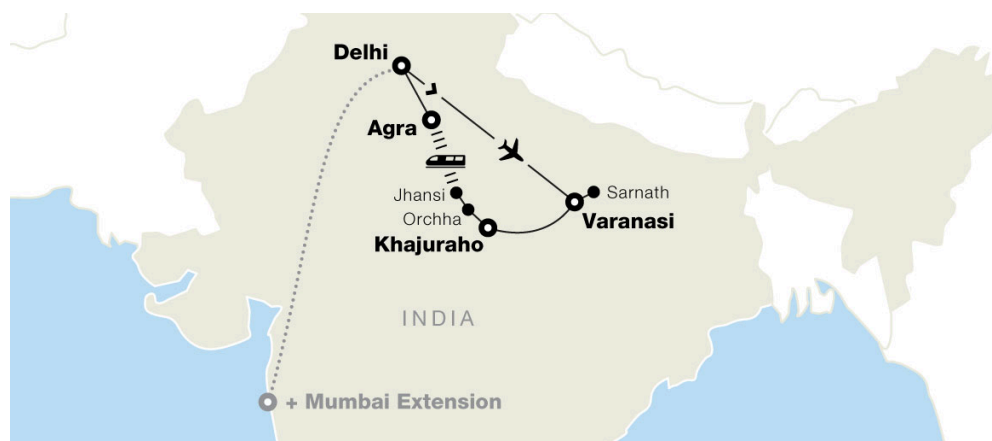 Delhi
Agra
Jhansi
Orchha
Khajuraho
Sarnath
Varanasi
INDIA
+ Mumbai Extension